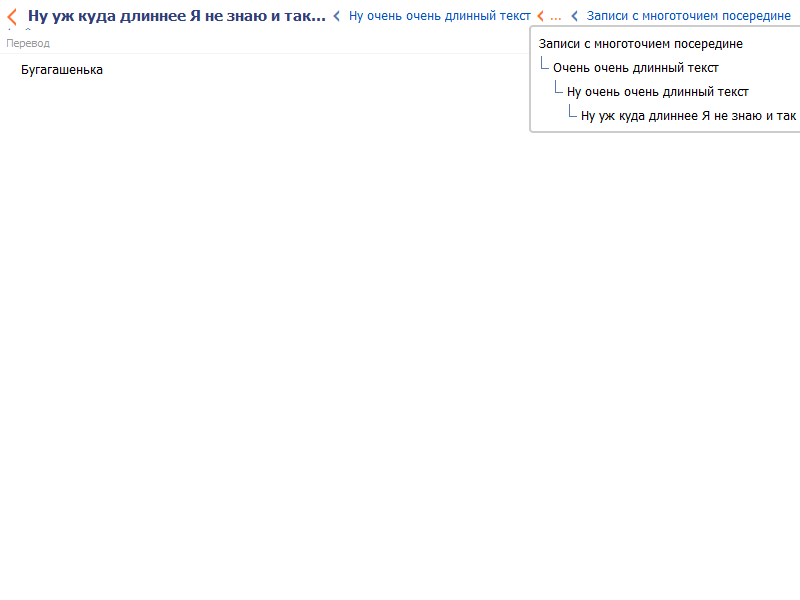 Ну уж куда длиннее Я не знаю и так... Ну очень очень длинный текст ... Записи с многоточием посередине
Перевод
Бугагашенька
Записи с многоточием посередине
Очень очень длинный текст
Ну очень очень длинный текст
Ну уж куда длиннее Я не знаю и так